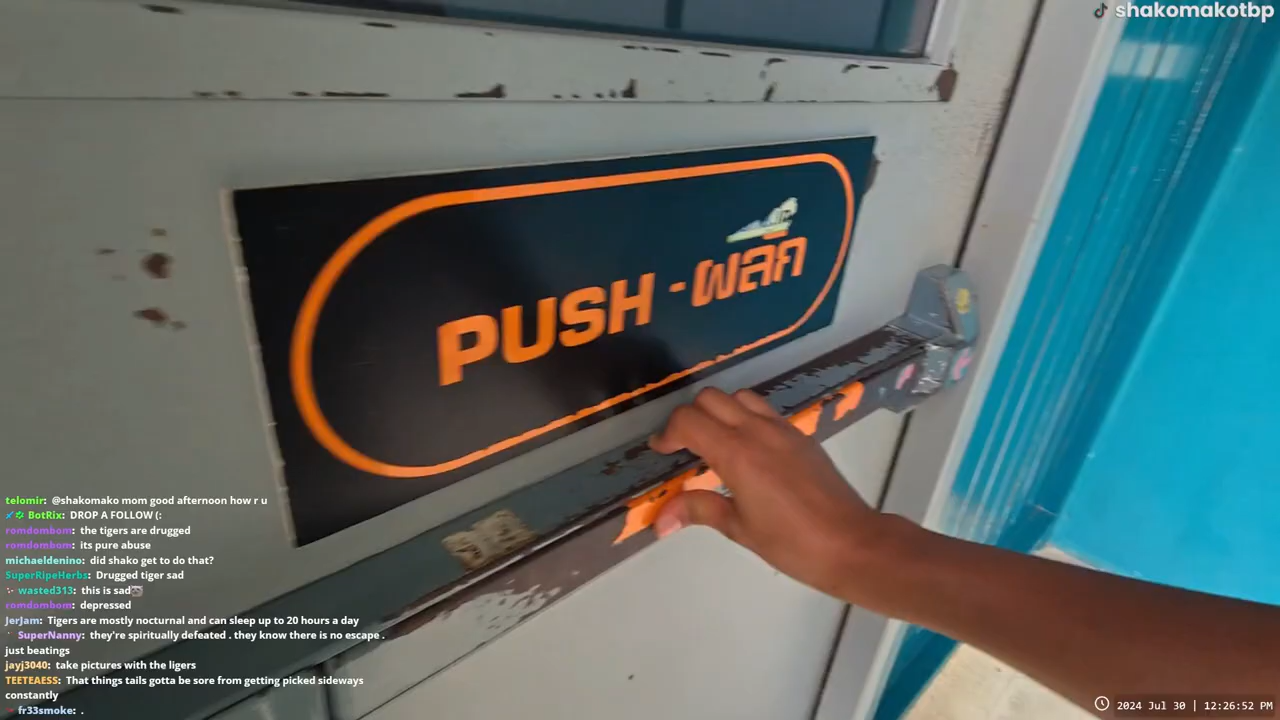 shakomakotbp
PUSH - ผลัก
telomir: @shakomako mom good afternoon how r u
BotRix: DROP A FOLLOW (:
romdombom: the tigers are drugged
romdombom: its pure abuse
michaeldenino: did shako get to do that?
SuperRipeHerbs: Drugged tiger sad
wasted313: this is sad
romdombom: depressed
JerJam: Tigers are mostly nocturnal and can sleep up to 20 hours a day
SuperNanny: they're spiritually defeated . they know there is no escape .
just beatings
jayj3040: take pictures with the ligers
TEETEAESS: That things tails gotta be sore from getting picked sideways
constantly
fr33smoke: .
2024 Jul 30 | 12:26:52 PM